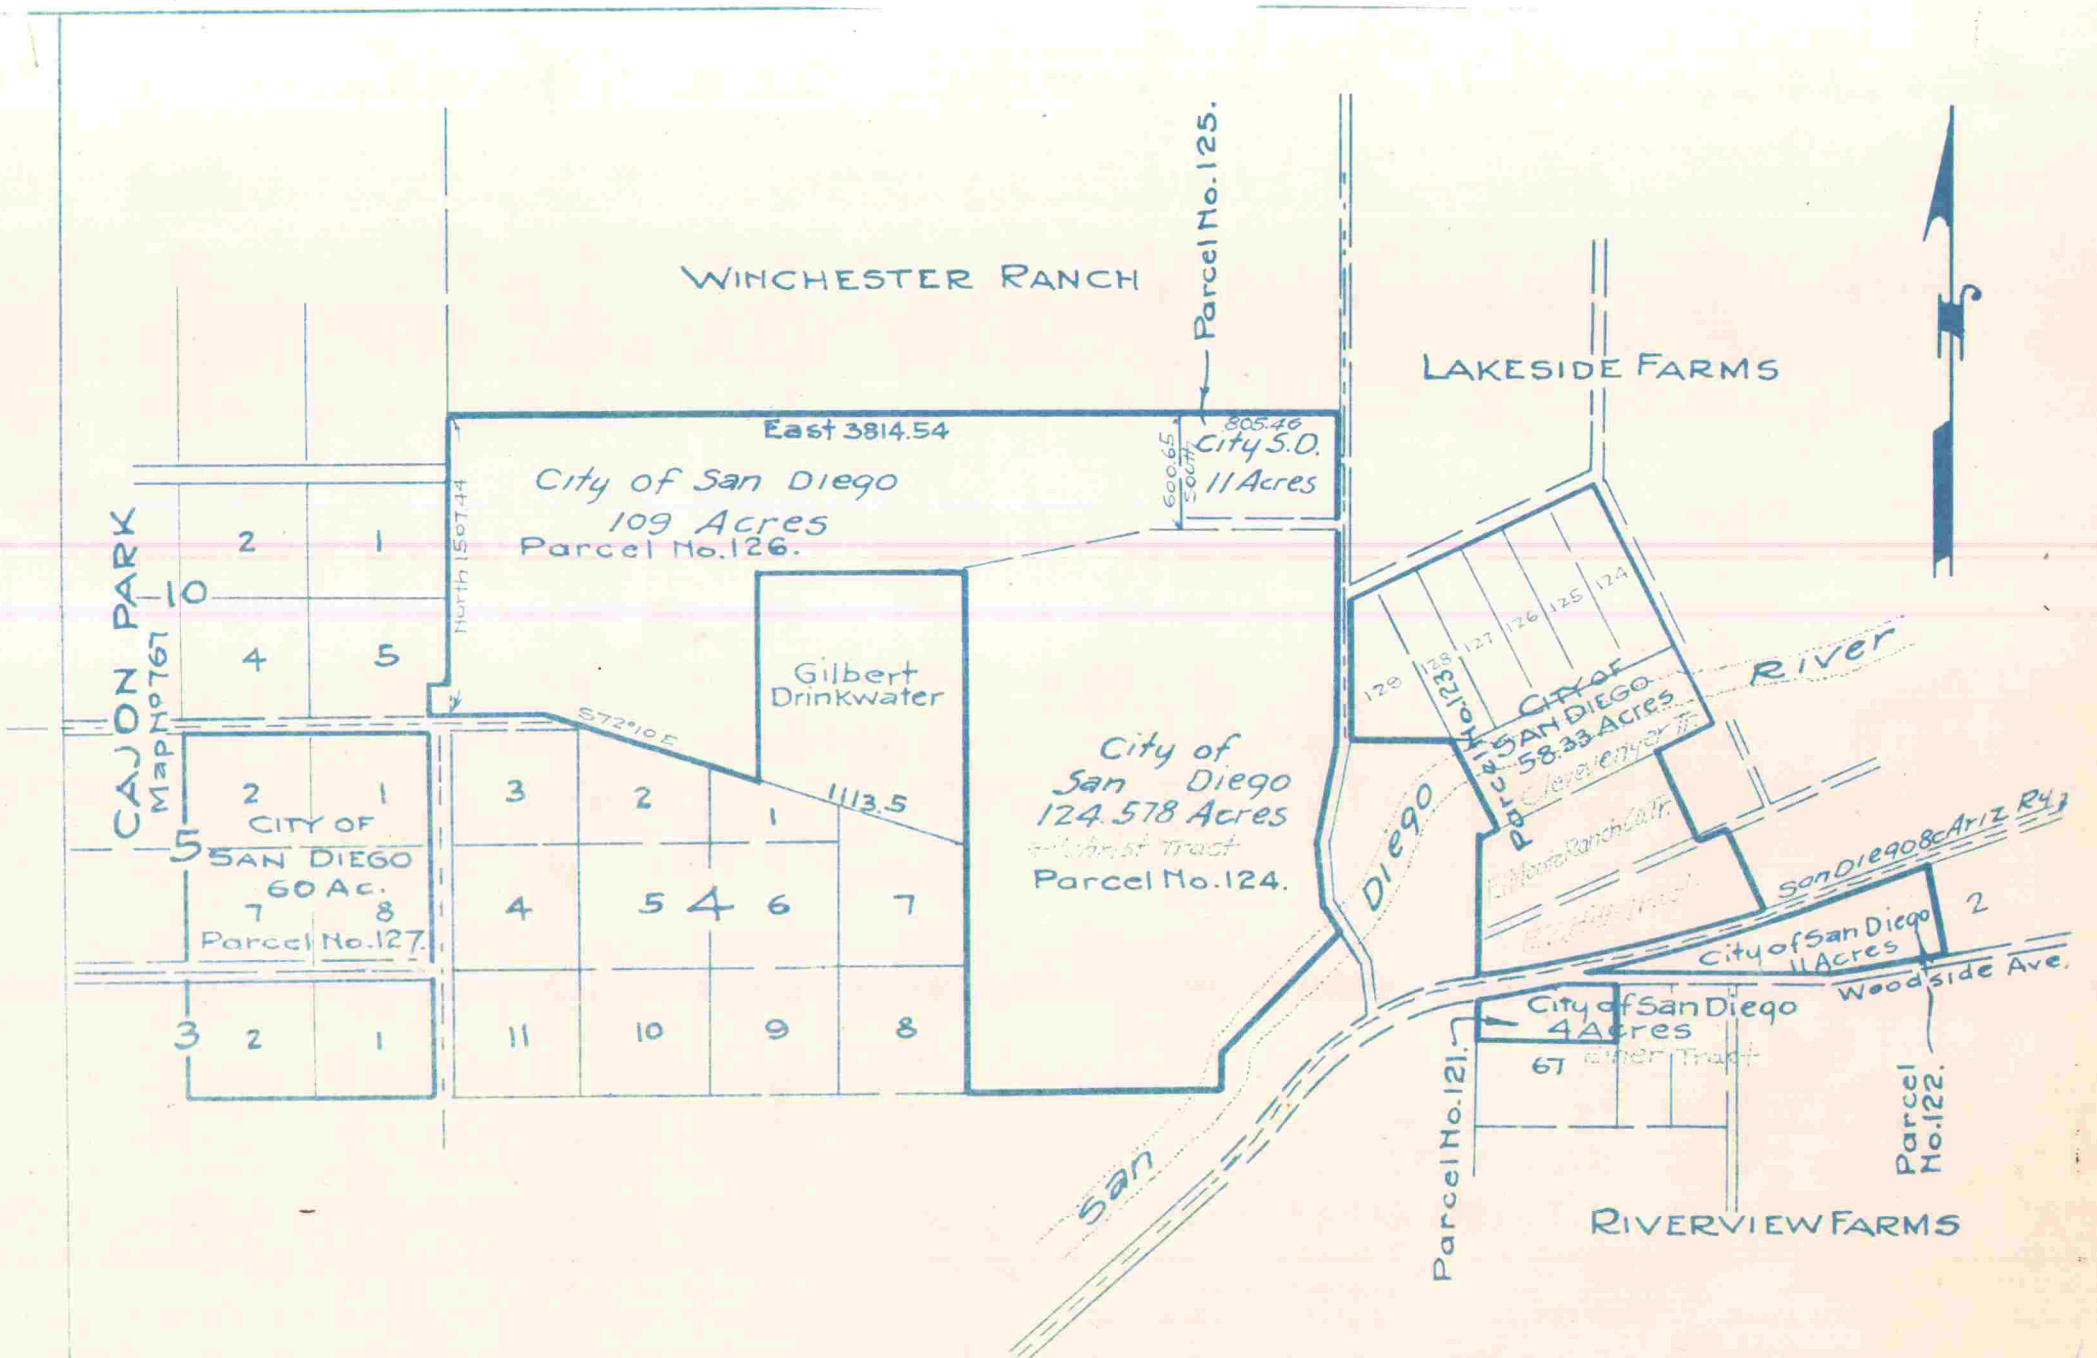 Parcel No.125.
WINCHESTER RANCH
LAKESIDE FARMS
N
East 3814.54
805.46
City S.D.
11 Acres
600.65
South
City of San Diego
109 Acres
Parcel No.126.
North 1507.44
CAJON PARK
Map Nº 767
10
2
1
4
5
Gilbert
Drinkwater
S72°10 E
1113.5
City of
San Diego
124.578 Acres
Tract
Parcel No.124.
129
128
127
126
125
124
Parcel No.123
CITY OF
SAN DIEGO
58.33 Acres
San Diego River
San Diego & Ariz Ry
2
1
CITY OF
5
SAN DIEGO
60 Ac.
7
8
Parcel No.127.
3
2
1
3
2
1
4
5
4
6
7
11
10
9
8
City of San Diego
11 Acres
2
Woodside Ave.
City of San Diego
4 Acres
67
Tract
Parcel No.121.
Parcel
No.122.
RIVERVIEW FARMS